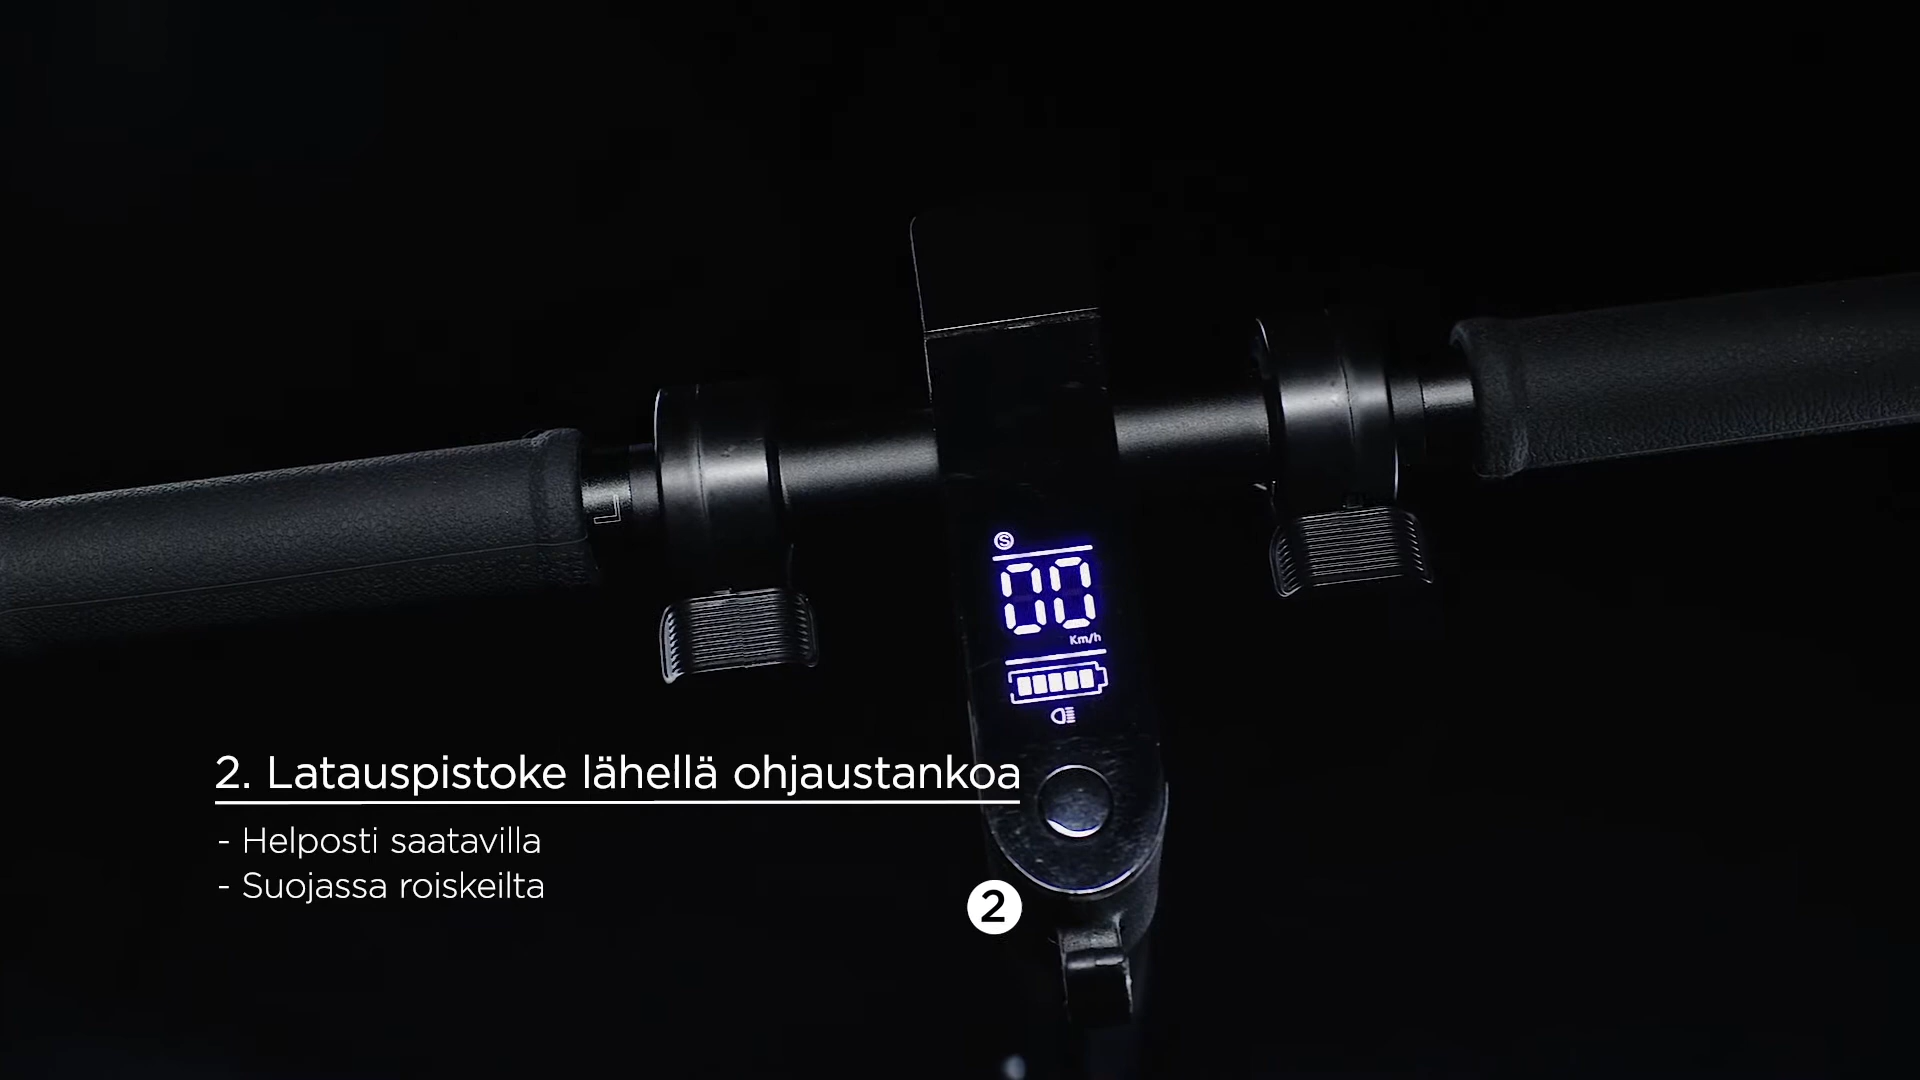 L
S
00
Km/h
2. Latauspistoke lähellä ohjaustankoa
- Helposti saatavilla
- Suojassa roiskeilta
2